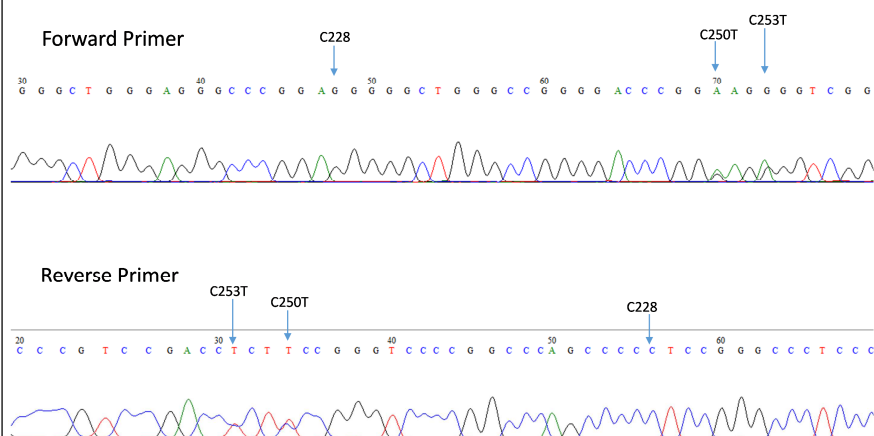 Forward Primer
C228
C250T
C253T
30 40 50 60 70
G G G C T G G G A G G G C C C G G A G G G G G C T G G G C C G G G G A C C C G G A A G G G G T C G G
Reverse Primer
C253T
C250T
C228
20 30 40 50 60
C C C G T C C G A C C T C T T C C G G G T C C C C G G C C C A G C C C C C T C C G G G C C C T C C C